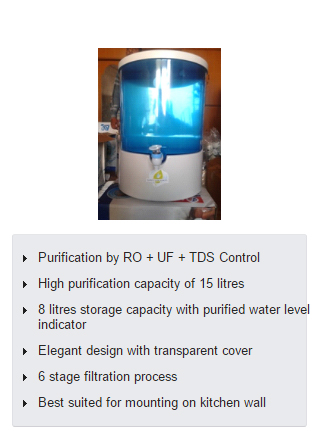 Purification by RO + UF + TDS Control
High purification capacity of 15 litres
8 litres storage capacity with purified water level
indicator
Elegant design with transparent cover
6 stage filtration process
Best suited for mounting on kitchen wall